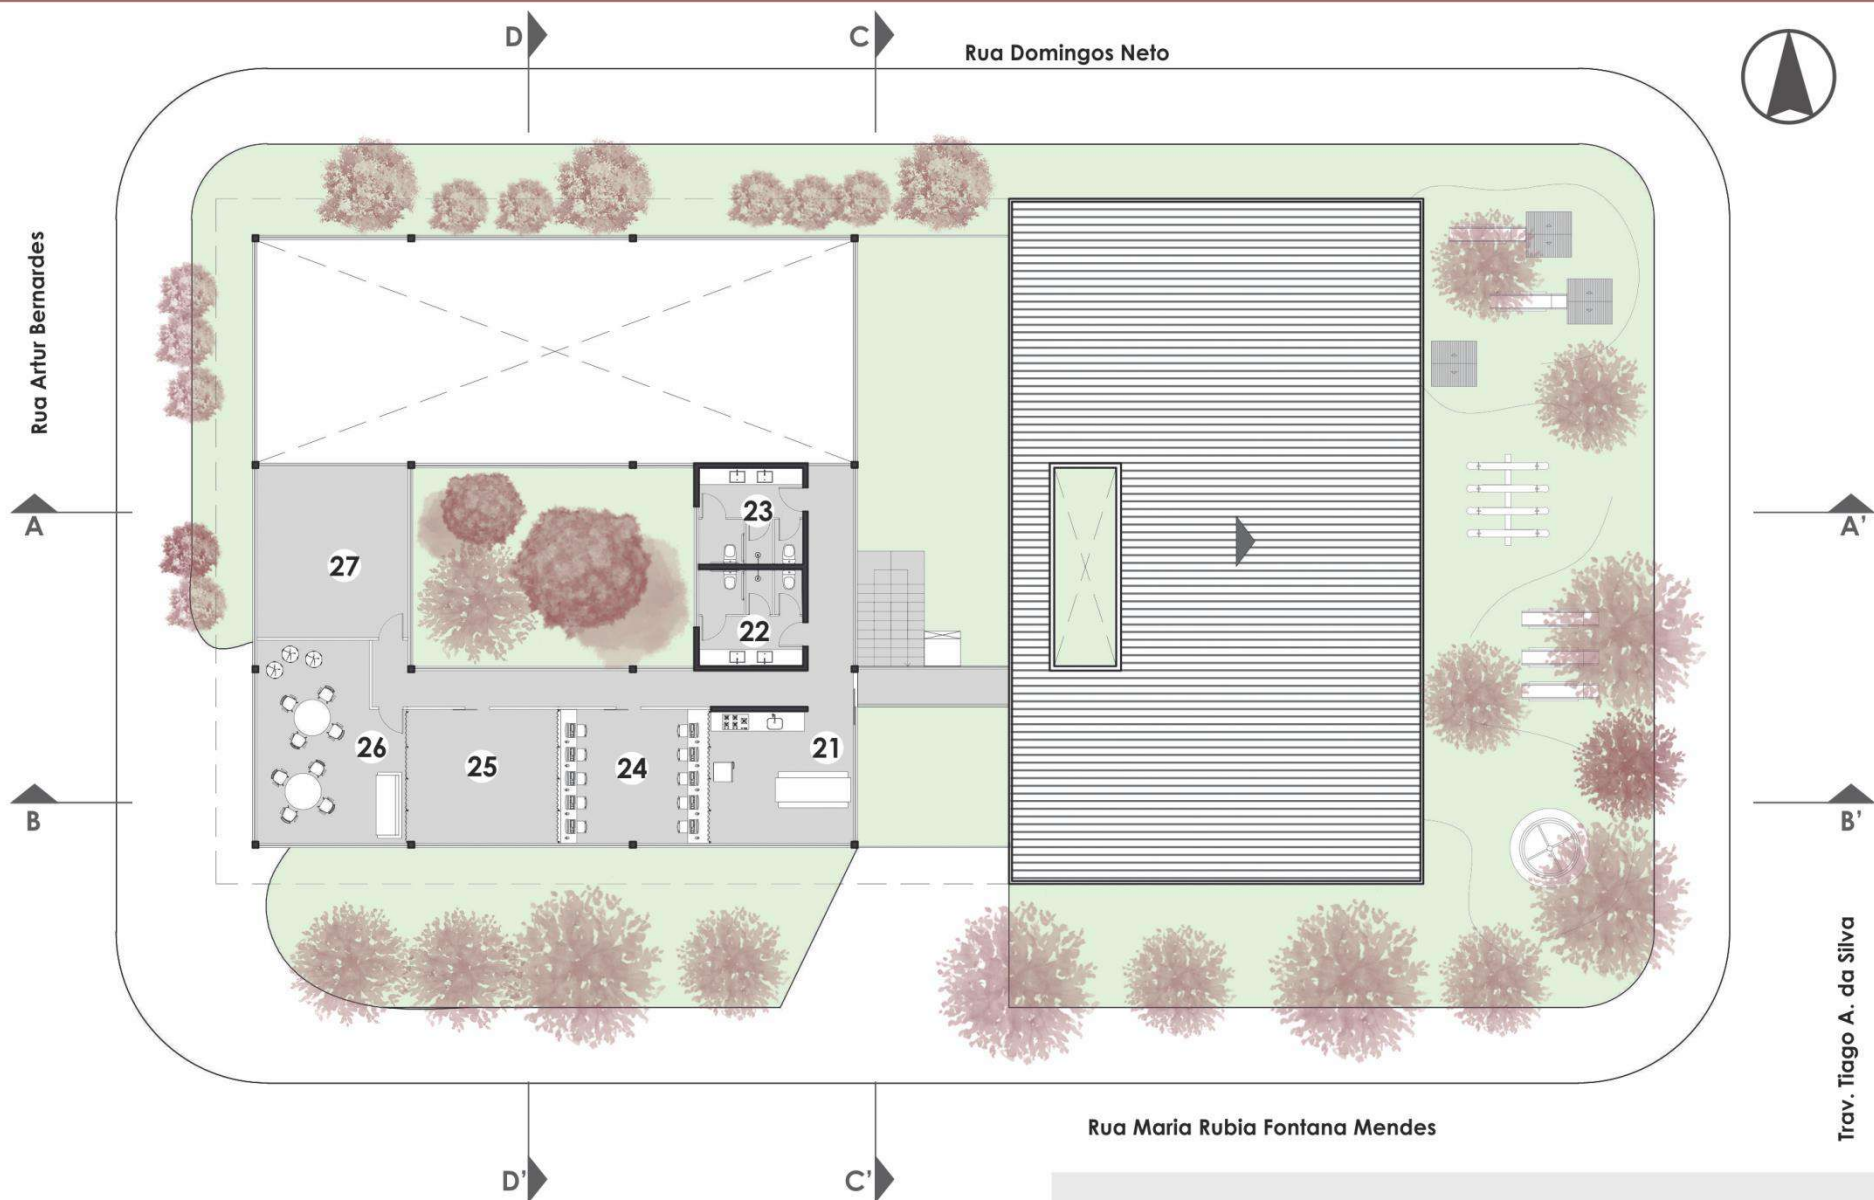 D
C
Rua Domingos Neto
Rua Artur Bernardes
A
A'
23
27
22
26
25
24
21
B
B'
Trav. Tiago A. da Silva
Rua Maria Rubia Fontana Mendes
D'
C'